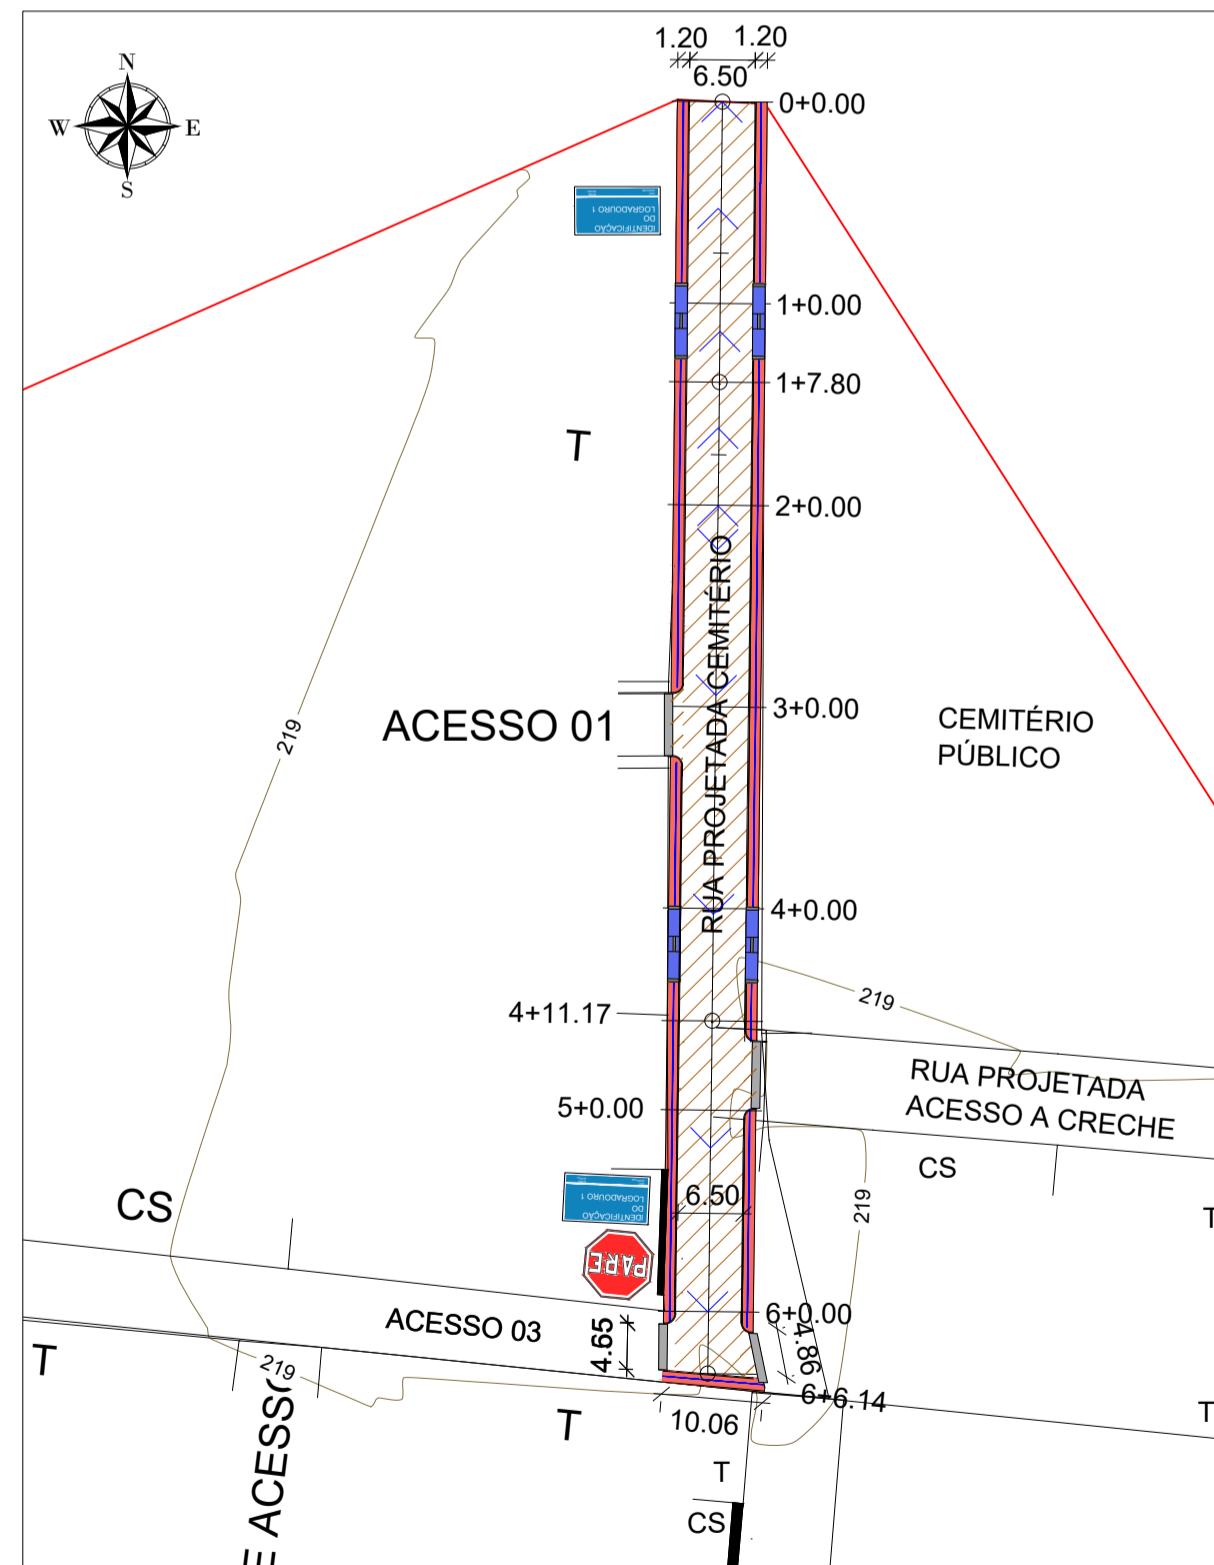 1.20 1.20
6.50
N
W E
S
0+0.00
IDENTIFICAÇÃO
DO
LOGRADOURO 1
1+0.00
1+7.80
T
2+0.00
RUA PROJETADA CEMITÉRIO
3+0.00
ACESSO 01
CEMITÉRIO
PÚBLICO
219
4+0.00
219
4+11.17
RUA PROJETADA
ACESSO A CRECHE
5+0.00
CS
CS
IDENTIFICAÇÃO
DO
LOGRADOURO 1
6.50
219
T
PARE
6+0.00
ACESSO 03
4.65
4.86
T
219
6+6.14
10.06
T
T
T
CS
E ACESSO